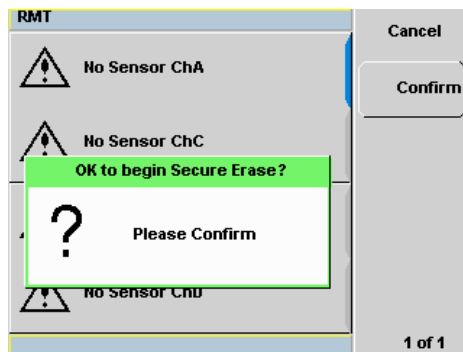 RMT
Cancel
No Sensor ChA
Confirm
No Sensor ChC
OK to begin Secure Erase?
?
Please Confirm
No Sensor ChD
1 of 1